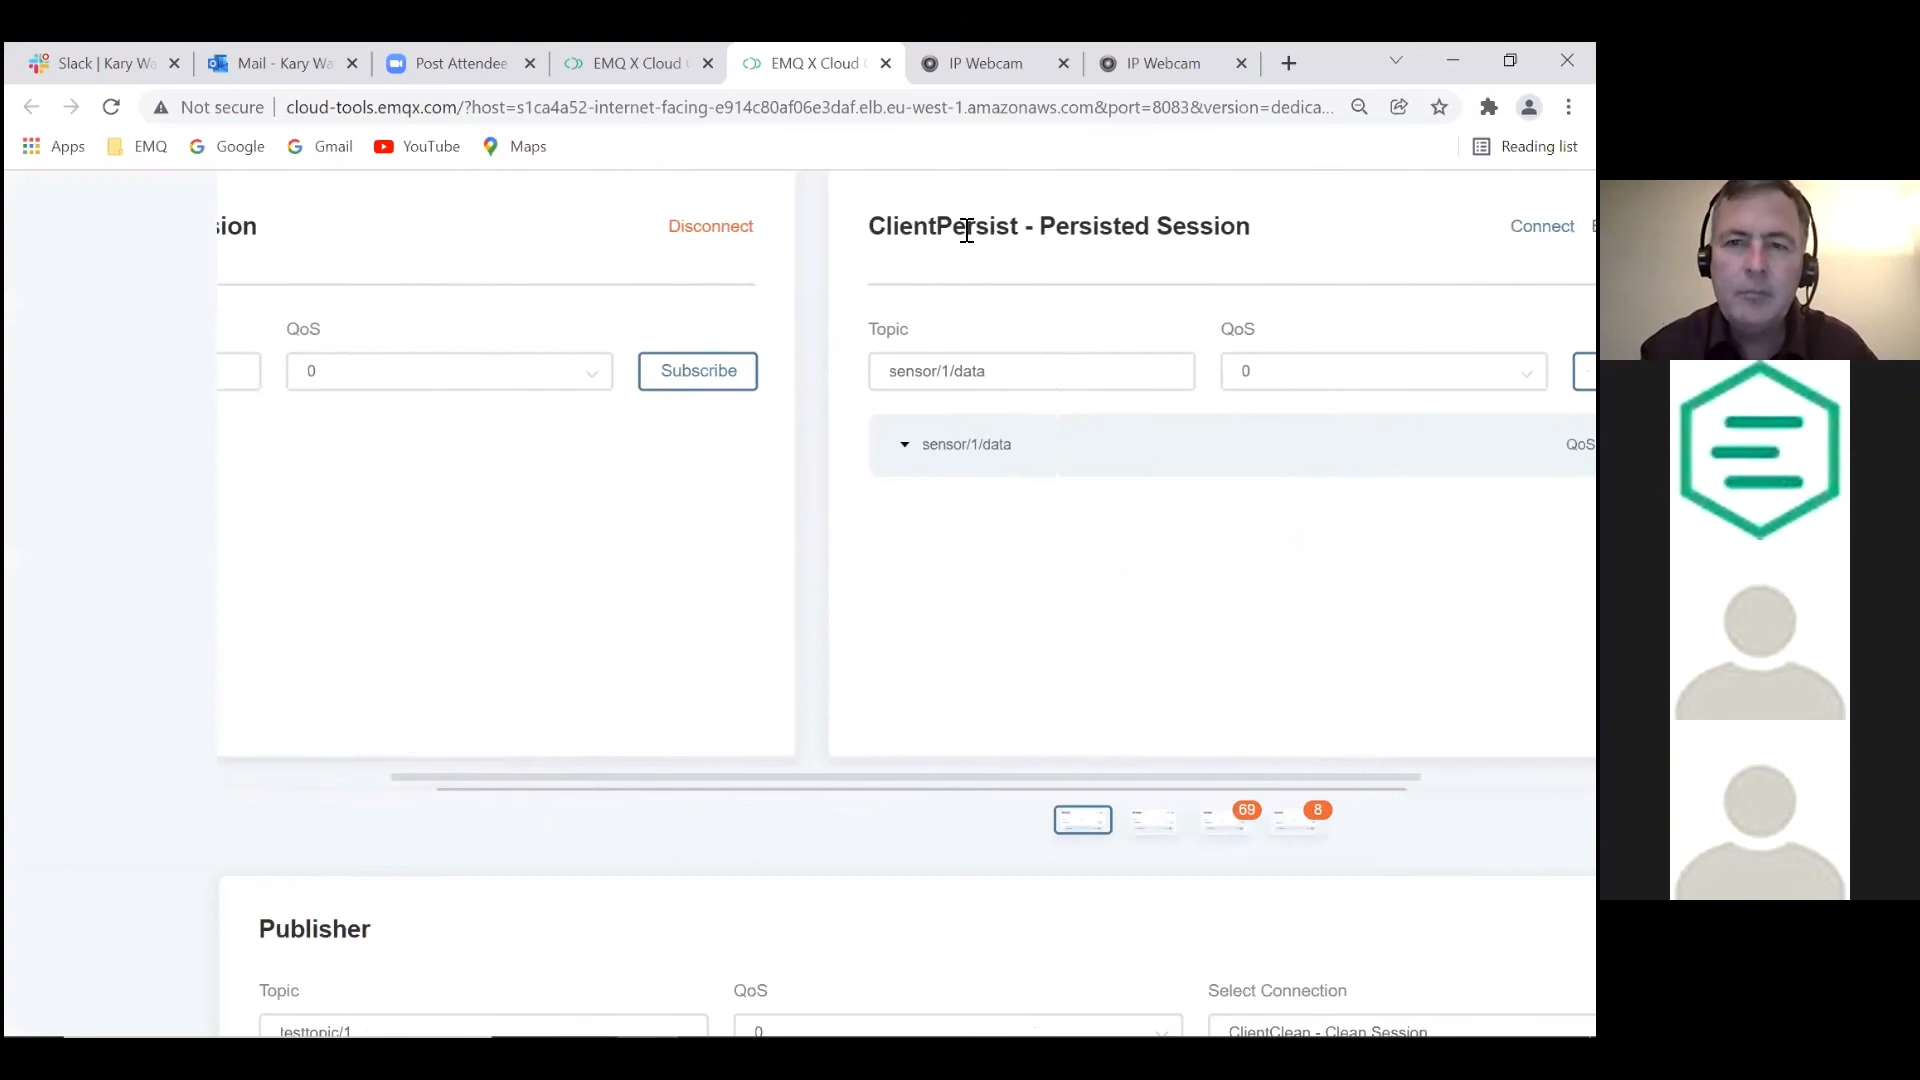 Slack | Kary Wa
Mail - Kary Wa
Post Attendee
EMQ X Cloud
EMQ X Cloud
IP Webcam
IP Webcam
Not secure
cloud-tools.emqx.com/?host=s1ca4a52-internet-facing-e914c80af06e3daf.elb.eu-west-1.amazonaws.com&port=8083&version=dedica...
Apps
EMQ
Google
Gmail
YouTube
Maps
Reading list
sion
Disconnect
ClientPersist - Persisted Session
Connect
QoS
Topic
QoS
0
Subscribe
sensor/1/data
0
sensor/1/data
QoS
69
8
Publisher
Topic
QoS
Select Connection
testtopic/1
0
ClientClean - Clean Session